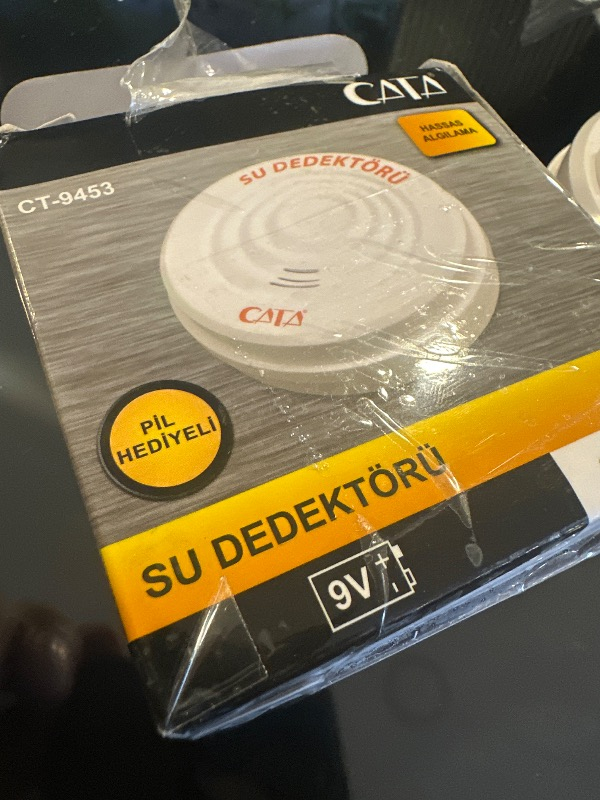 CATA
HASSAS
ALGILAMA
CT-9453
SU DEDEKTÖRÜ
CATA
PİL
HEDİYELİ
SU DEDEKTÖRÜ
9V